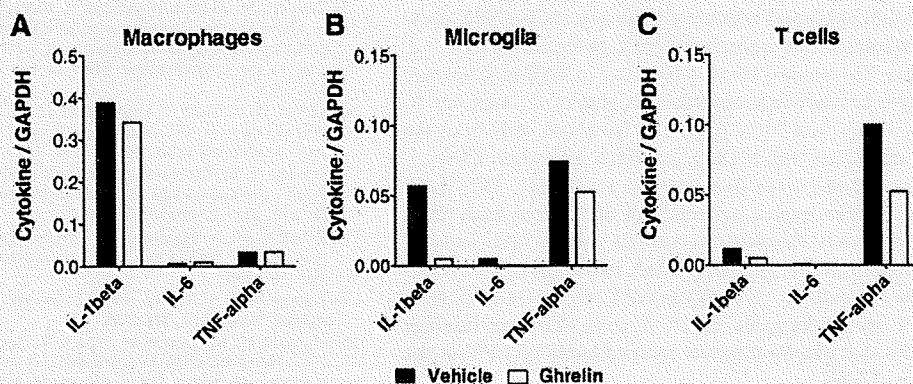 A
Macrophages
Cytokine / GAPDH
0.5
0.4
0.3
0.2
0.1
0.0
IL-1beta
IL-6
TNF-alpha
B
Microglia
Cytokine / GAPDH
0.15
0.10
0.05
0.00
IL-1beta
IL-6
TNF-alpha
C
T cells
Cytokine / GAPDH
0.15
0.10
0.05
0.00
IL-1beta
IL-6
TNF-alpha
Vehicle Ghrelin